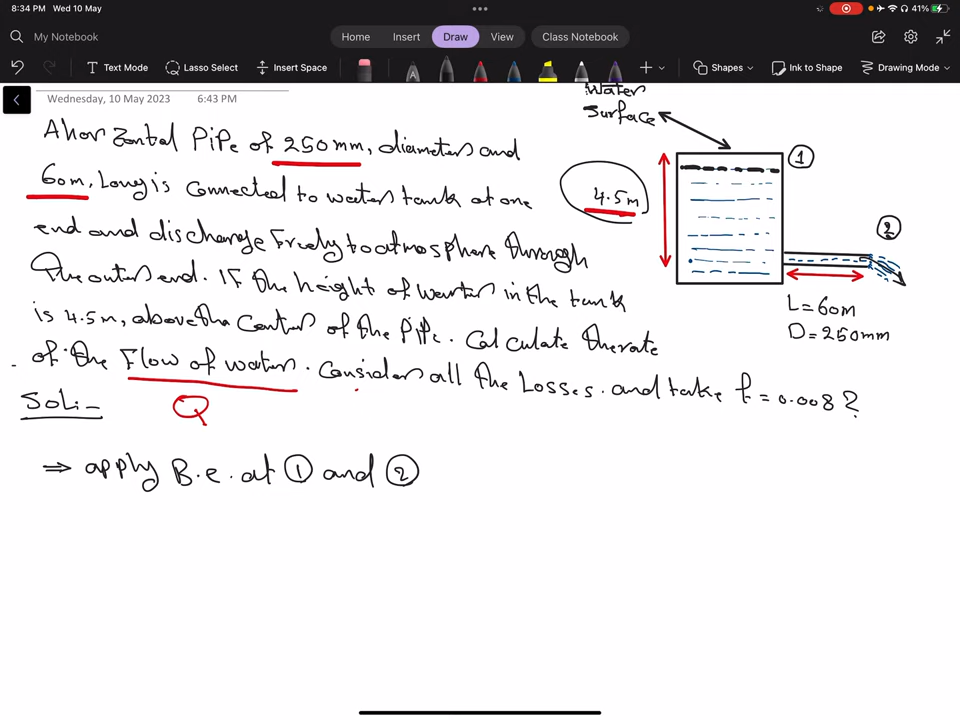 8:34 PM Wed 10 May
41%
My Notebook
Home Insert Draw View Class Notebook
Text Mode Lasso Select Insert Space Shapes Ink to Shape Drawing Mode
Wednesday, 10 May 2023 6:43 PM
Water
Surface
A horizontal Pipe of 250 mm, diameters and
60m, Long is connected to water tank at one
end and discharge Freely to atmosphere through
The outer end. If the height of water in the tank
is 4.5m, above the Center of the Pipe. Calculate the rate
of the Flow of water. Consider all the Losses. and take f = 0.008 ?
4.5m
1
2
L = 60m
D = 250mm
Sol:-
Q
⇒ apply B.e. at 1 and 2